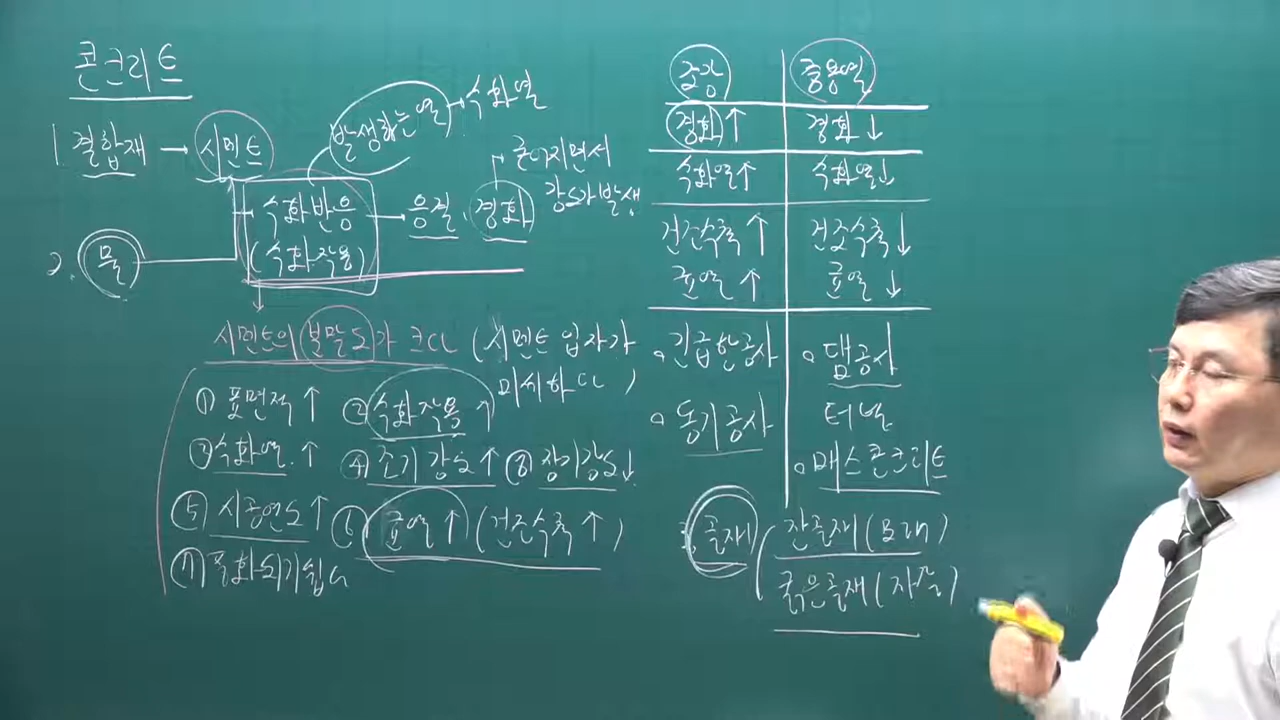 콘크리트
1. 결합재 → 시멘트
발생하는 열 → 수화열
수화반응 → 응결, 경화 → 굳어지면서
(수화작용) 강도가 발생
2. 물
시멘트의 분말도가 크다 (시멘트 입자가
미세하다)
① 표면적 ↑ ② 수화작용 ↑
③ 수화열 ↑ ④ 조기강도 ↑ ⑧ 장기강도 ↓
⑤ 시공연도 ↑ ⑥ 균열 ↑ (건조수축 ↑)
⑦ 풍화되기 쉽다
조강 중용열
경화 ↑ 경화 ↓
수화열 ↑ 수화열 ↓
건조수축 ↑ 건조수축 ↓
균열 ↑ 균열 ↓
• 긴급한공사 • 댐공사
• 동기공사 터널
• 매스콘크리트
3. 골재 잔골재 (모래)
굵은골재 (자갈)